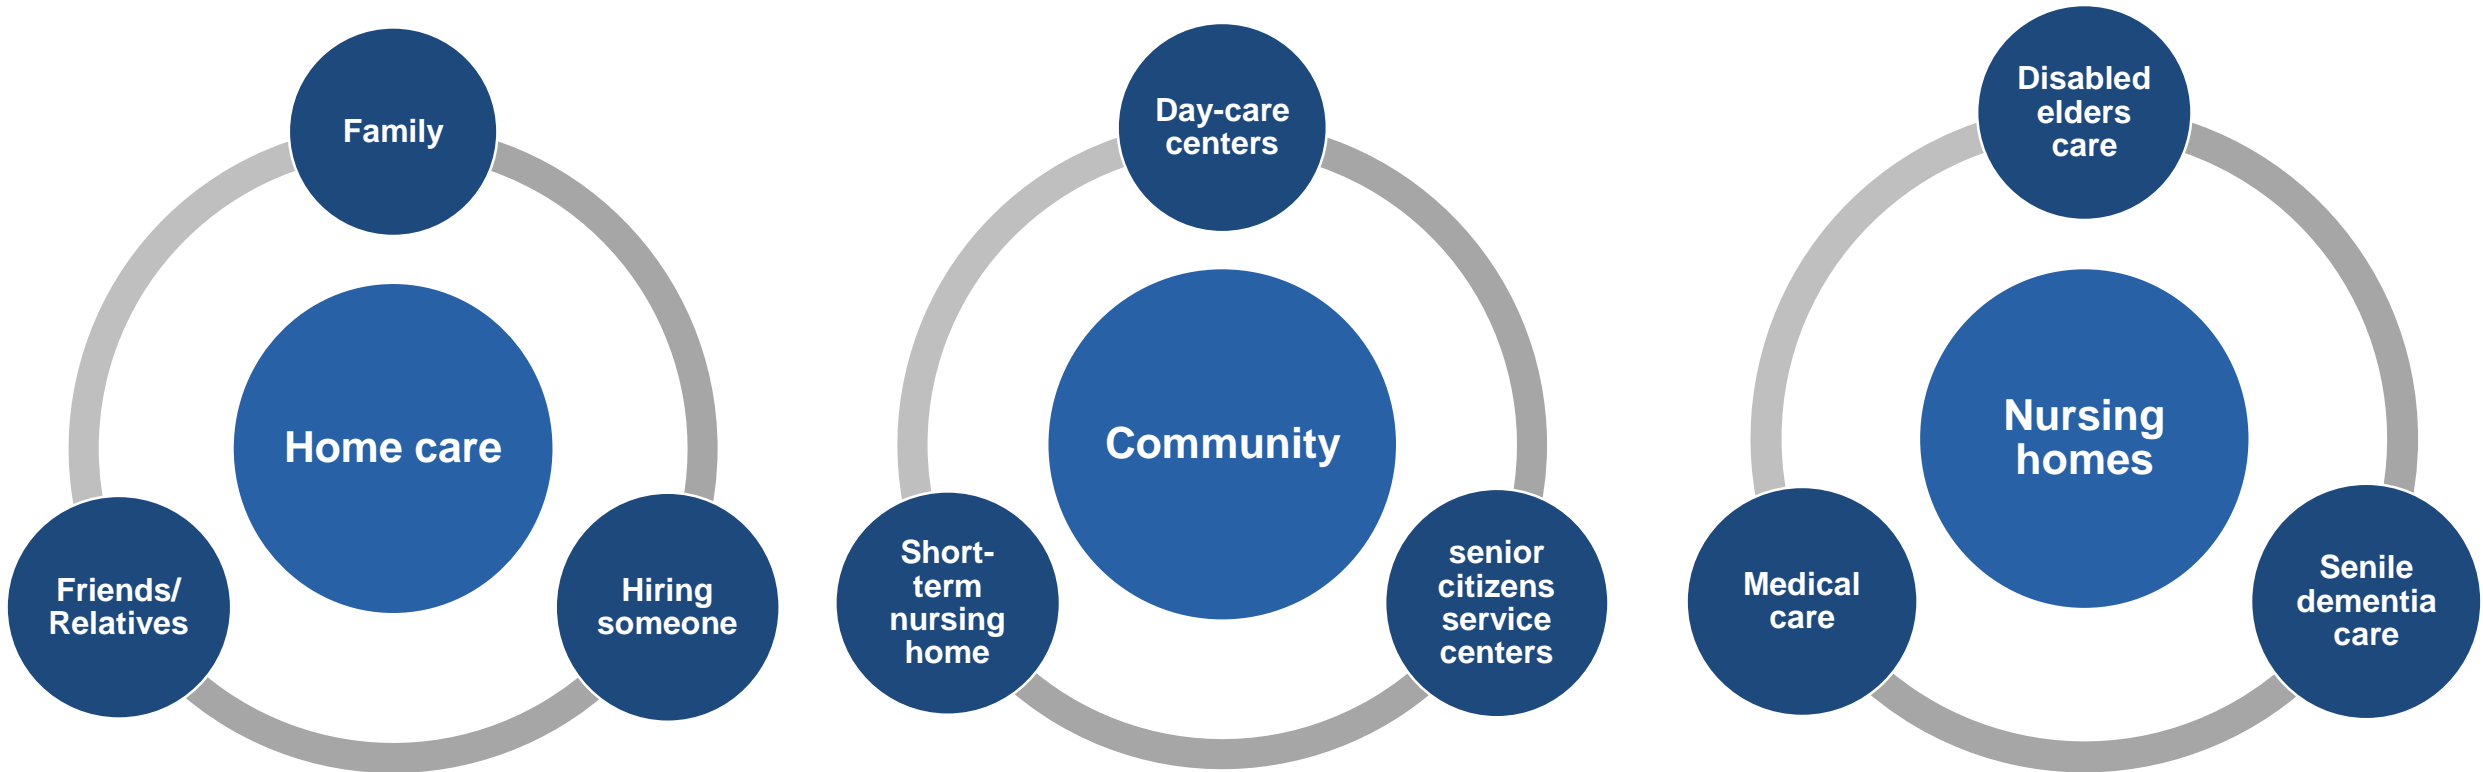 Family
Home care
Friends/
Relatives
Hiring
someone
Day-care
centers
Community
Short-
term
nursing
home
senior
citizens
service
centers
Disabled
elders
care
Nursing
homes
Medical
care
Senile
dementia
care